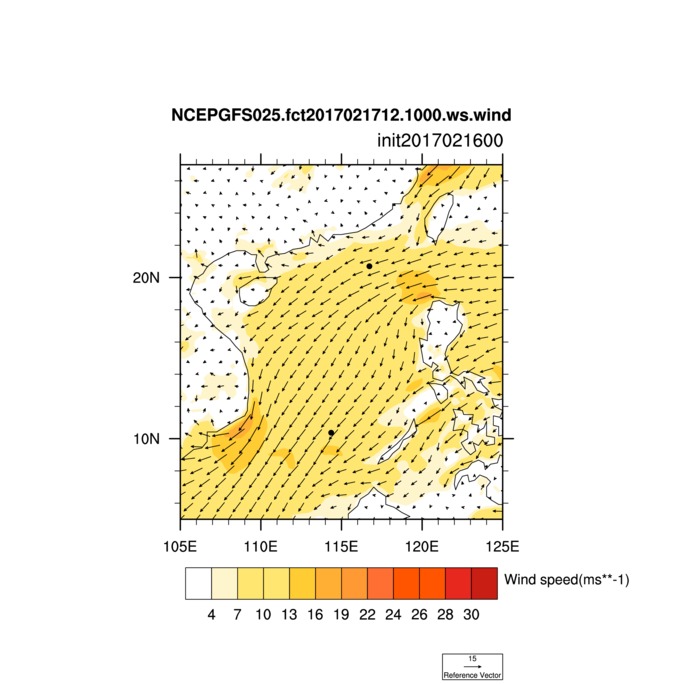 NCEPGFS025.fct2017021712.1000.ws.wind
init2017021600
20N
10N
105E 110E 115E 120E 125E
Wind speed(ms**-1)
4 7 10 13 16 19 22 24 26 28 30
15
Reference Vector